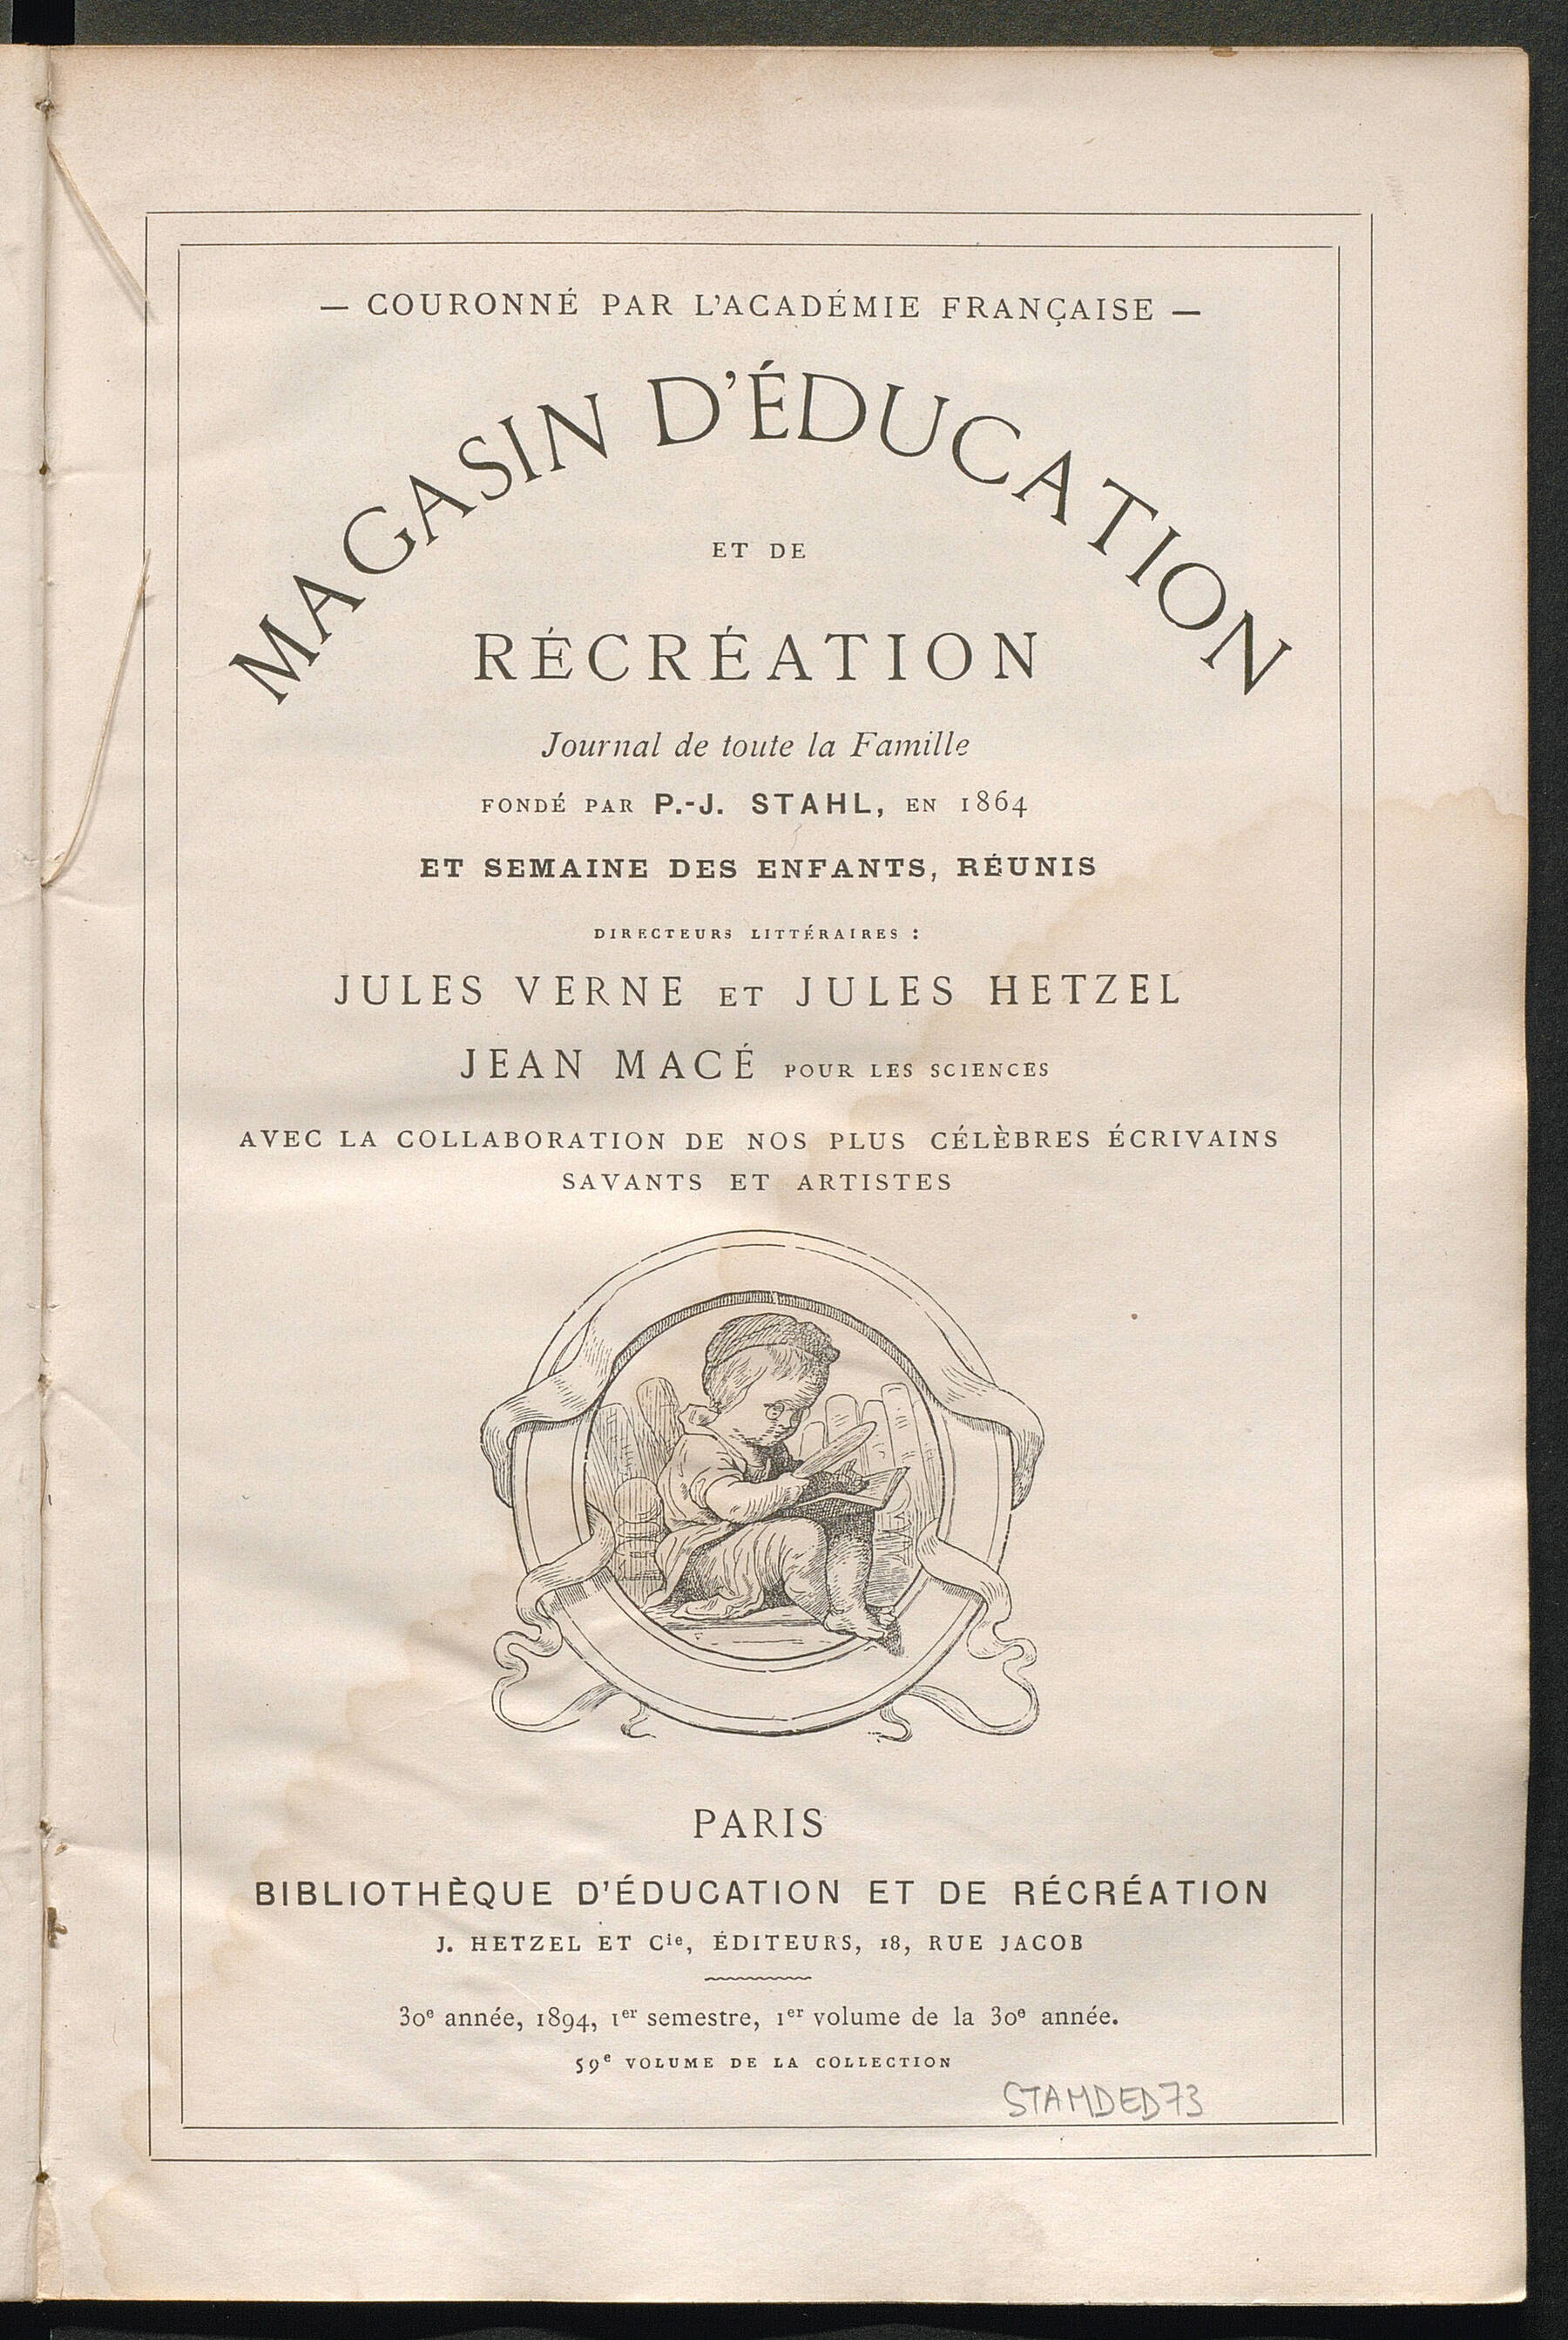 — COURONNÉ PAR L'ACADÉMIE FRANÇAISE —
MAGASIN D'ÉDUCATION
ET DE
RÉCRÉATION
Journal de toute la Famille
FONDÉ PAR P.-J. STAHL, EN 1864
ET SEMAINE DES ENFANTS, RÉUNIS
DIRECTEURS LITTÉRAIRES :
JULES VERNE ET JULES HETZEL
JEAN MACÉ POUR LES SCIENCES
AVEC LA COLLABORATION DE NOS PLUS CÉLÈBRES ÉCRIVAINS
SAVANTS ET ARTISTES
PARIS
BIBLIOTHÈQUE D'ÉDUCATION ET DE RÉCRÉATION
J. HETZEL ET Cie, ÉDITEURS, 18, RUE JACOB
30e année, 1894, 1er semestre, 1er volume de la 30e année.
59e VOLUME DE LA COLLECTION
STAMDED73